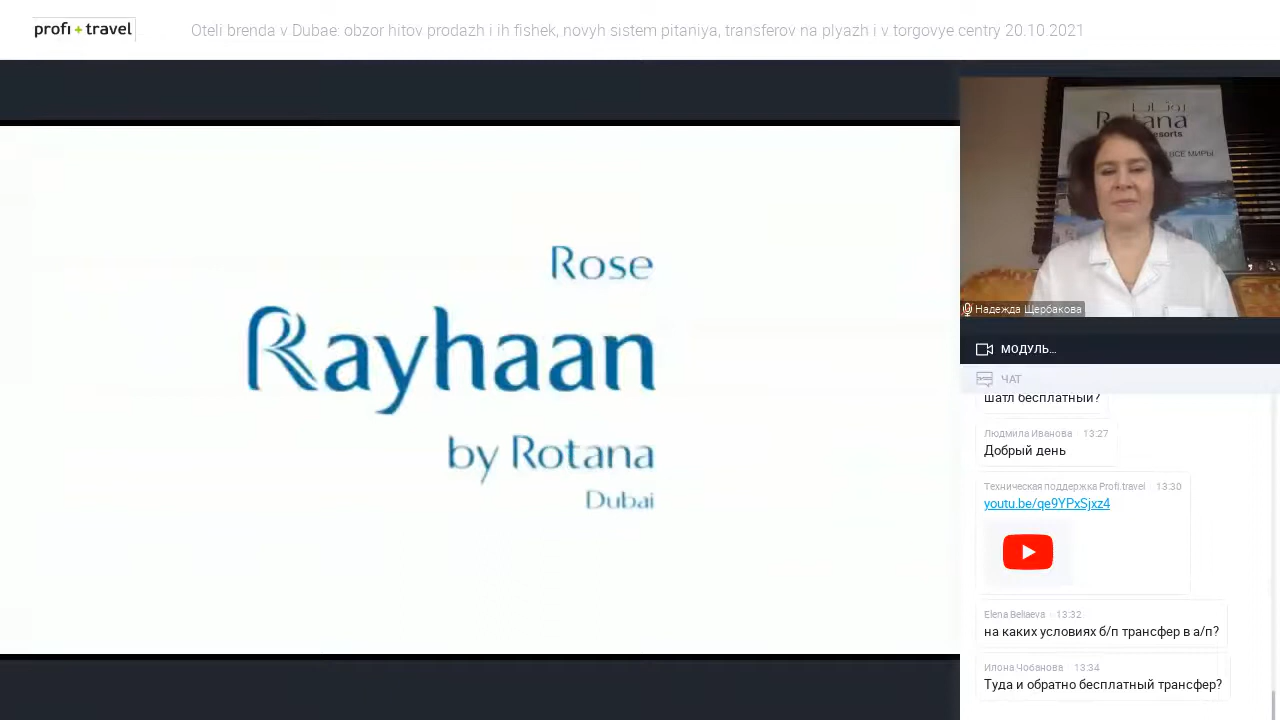 profi + travel
Oteli brenda v Dubae: obzor hitov prodazh i ih fishek, novyh sistem pitaniya, transferov na plyazh i v torgovye centry 20.10.2021
Rose
Rayhaan
by Rotana
Dubai
روتانا
Rotana
Надежда Щербакова
МОДУЛЬ...
ЧАТ
шатл бесплатный?
Людмила Иванова · 13:27
Добрый день
Техническая поддержка Profi.travel · 13:30
youtu.be/qe9YPxSjxz4
Elena Beliaeva · 13:32
на каких условиях б/п трансфер в а/п?
Илона Чобанова · 13:34
Туда и обратно бесплатный трансфер?